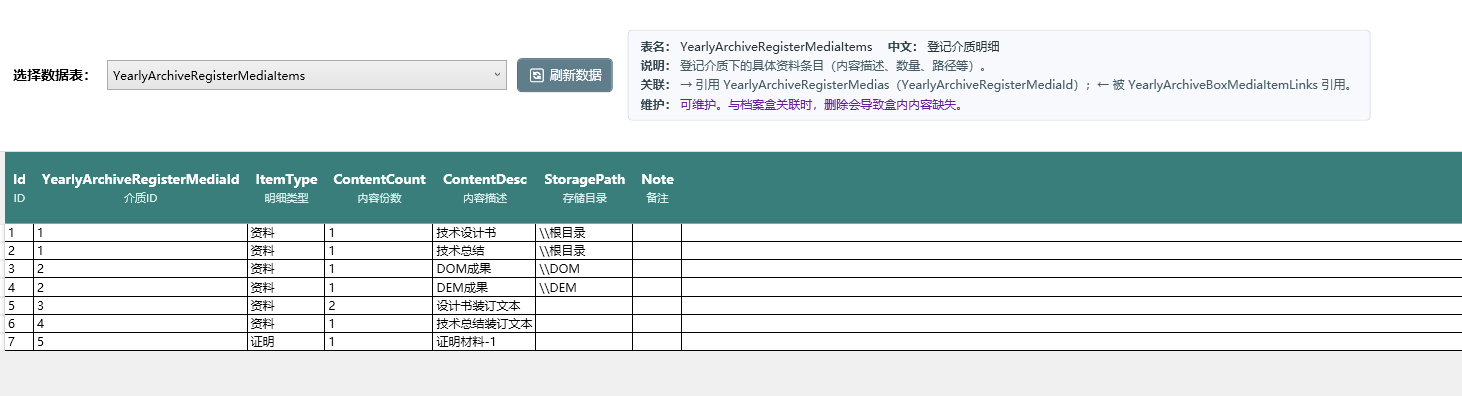 选择数据表：
YearlyArchiveRegisterMediaItems
刷新数据
表名： YearlyArchiveRegisterMediaItems 中文： 登记介质明细
说明： 登记介质下的具体资料条目（内容描述、数量、路径等）。
关联： → 引用 YearlyArchiveRegisterMedias（YearlyArchiveRegisterMediaId）；← 被 YearlyArchiveBoxMediaItemLinks 引用。
维护： 可维护。与档案盒关联时，删除会导致盒内内容缺失。
Id YearlyArchiveRegisterMediaId ItemType ContentCount ContentDesc StoragePath Note
ID 介质ID 明细类型 内容份数 内容描述 存储目录 备注
1 1 资料 1 技术设计书 \\根目录
2 1 资料 1 技术总结 \\根目录
3 2 资料 1 DOM成果 \\DOM
4 2 资料 1 DEM成果 \\DEM
5 3 资料 2 设计书装订文本
6 4 资料 1 技术总结装订文本
7 5 证明 1 证明材料-1